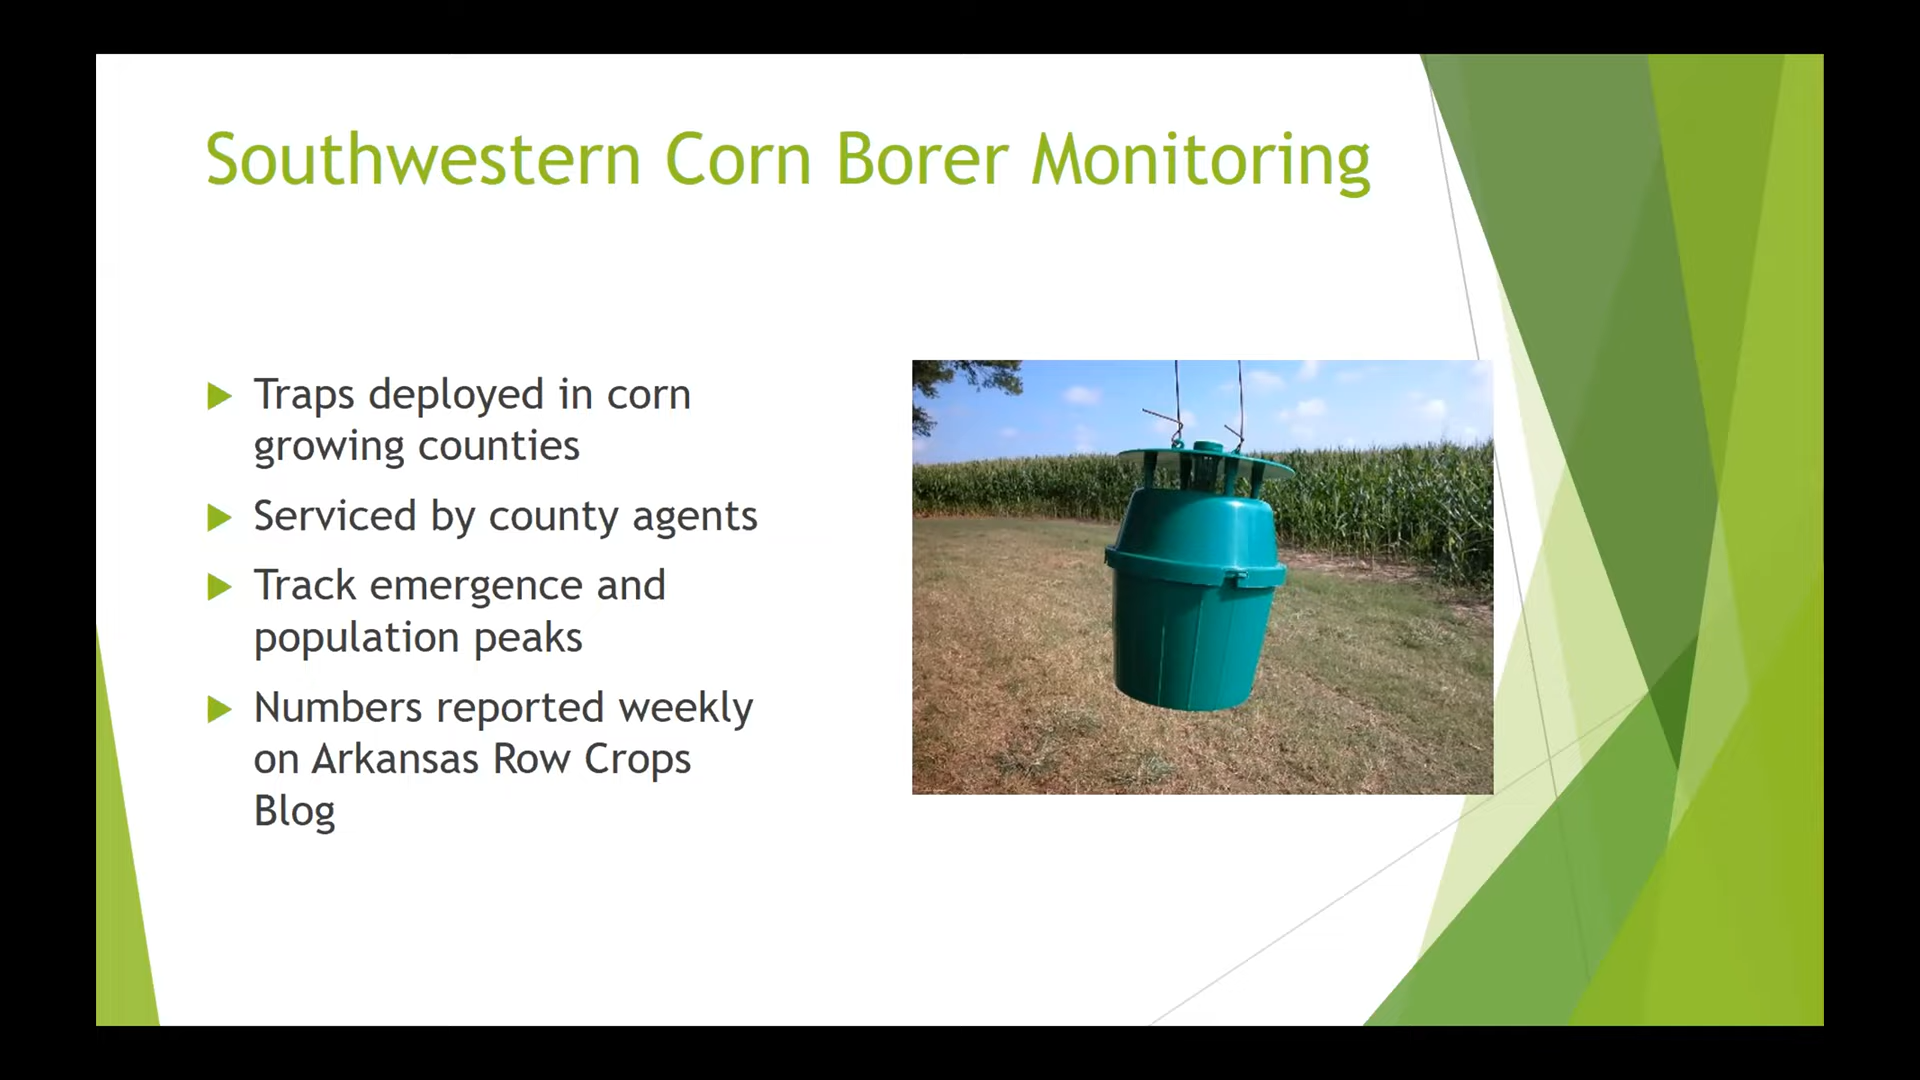 Southwestern Corn Borer Monitoring
Traps deployed in corn
growing counties
Serviced by county agents
Track emergence and
population peaks
Numbers reported weekly
on Arkansas Row Crops
Blog